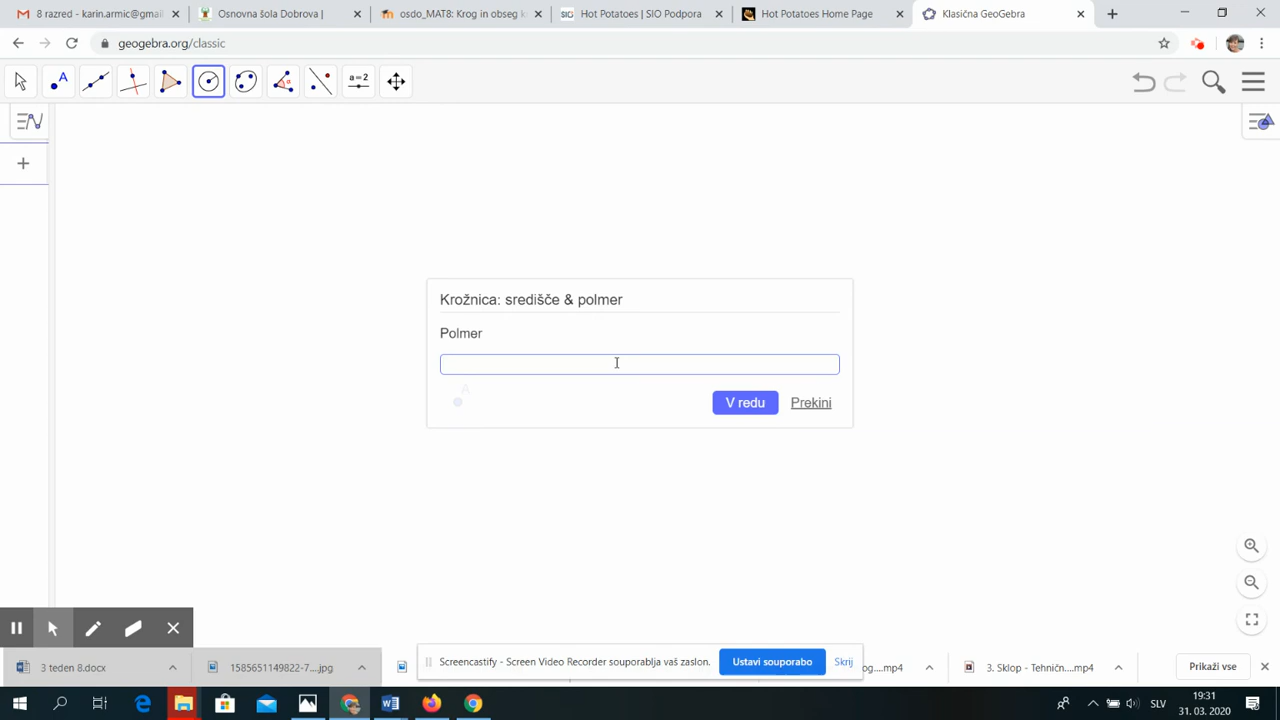 8 razred - karin.armic@gmail
Osnovna šola Dobrova |
osdo_MAT8: Krog in obseg k
SIG Hot Potatoes | SIO Podpora
Hot Potatoes Home Page
Klasična GeoGebra
geogebra.org/classic
A
a=2
Krožnica: središče & polmer
Polmer
A
V redu
Prekini
Screencastify - Screen Video Recorder souporablja vaš zaslon.
Ustavi souporabo
Skrij
3 teden 8.docx
1585651149822-7....jpg
og....mp4
3. Sklop - Tehničn....mp4
Prikaži vse
SLV
19:31
31. 03. 2020